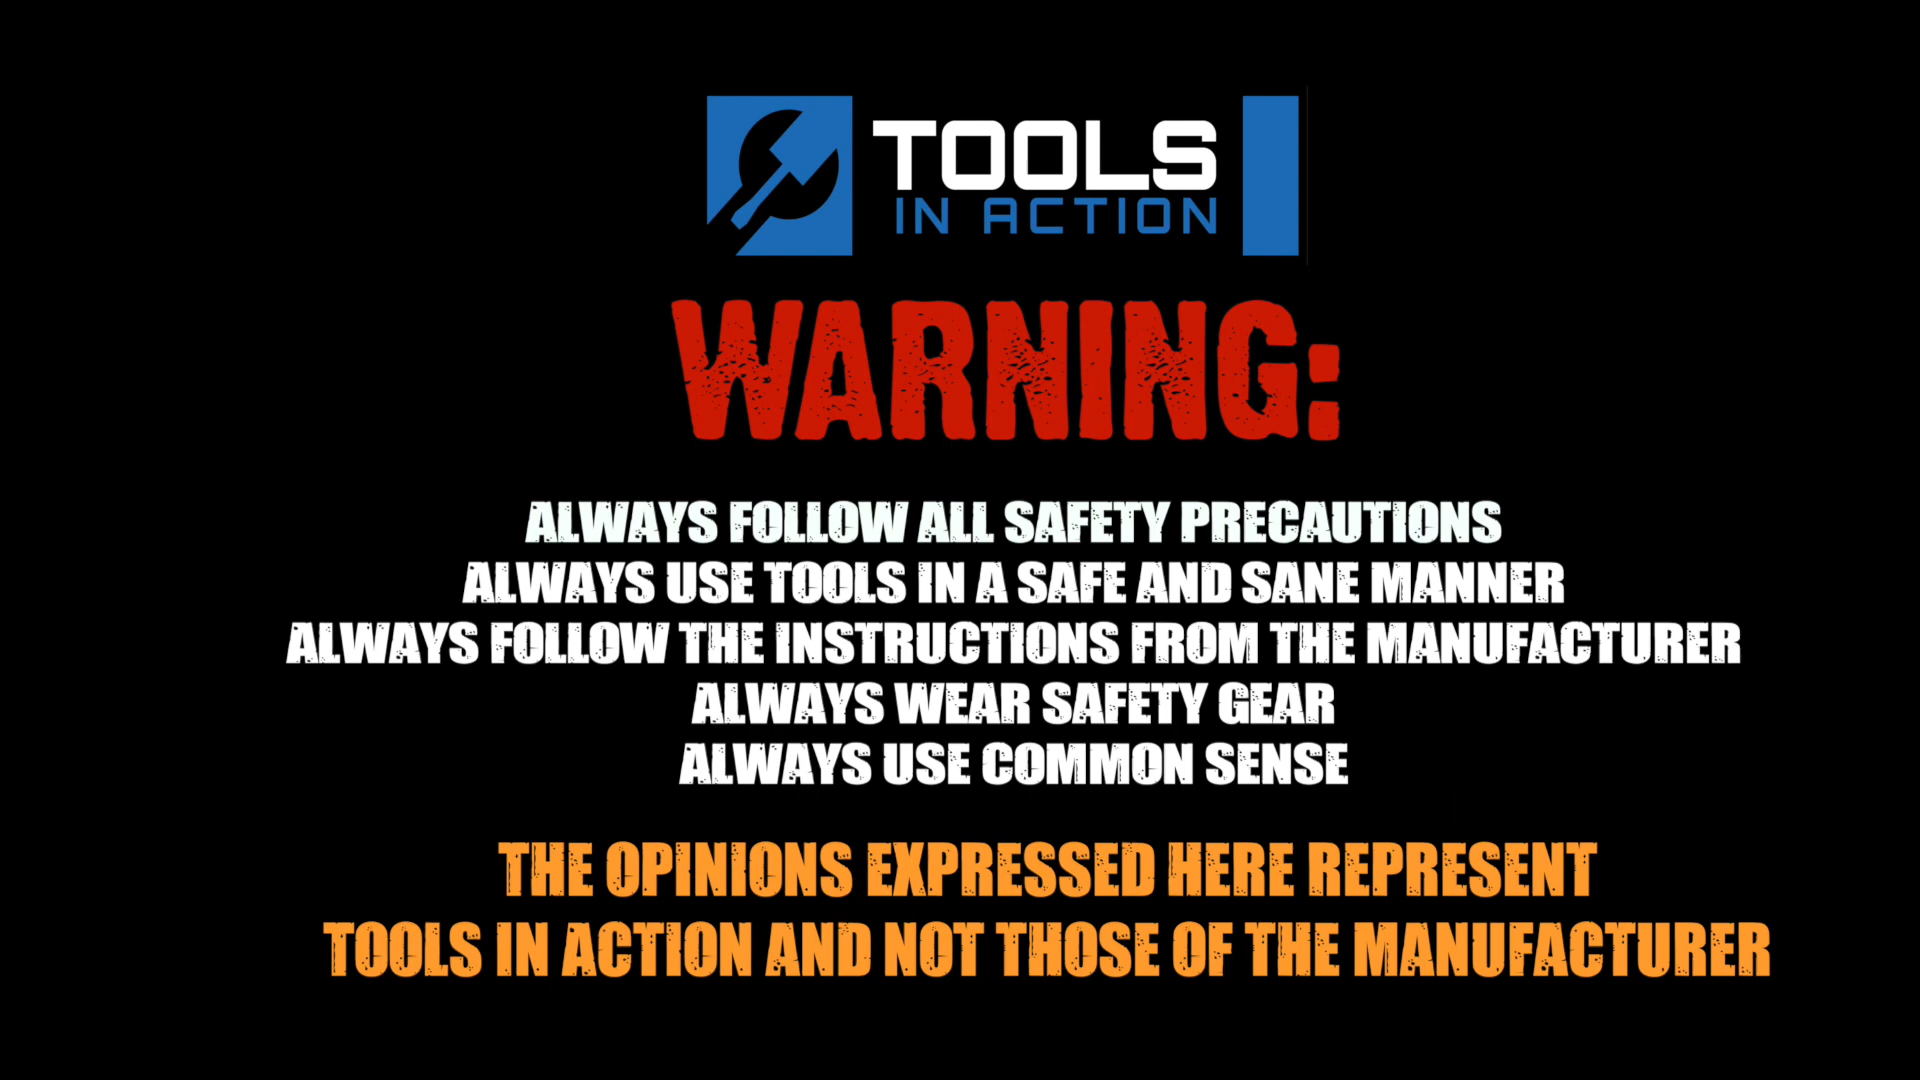 TOOLS
IN ACTION
WARNING:
ALWAYS FOLLOW ALL SAFETY PRECAUTIONS
ALWAYS USE TOOLS IN A SAFE AND SANE MANNER
ALWAYS FOLLOW THE INSTRUCTIONS FROM THE MANUFACTURER
ALWAYS WEAR SAFETY GEAR
ALWAYS USE COMMON SENSE
THE OPINIONS EXPRESSED HERE REPRESENT
TOOLS IN ACTION AND NOT THOSE OF THE MANUFACTURER